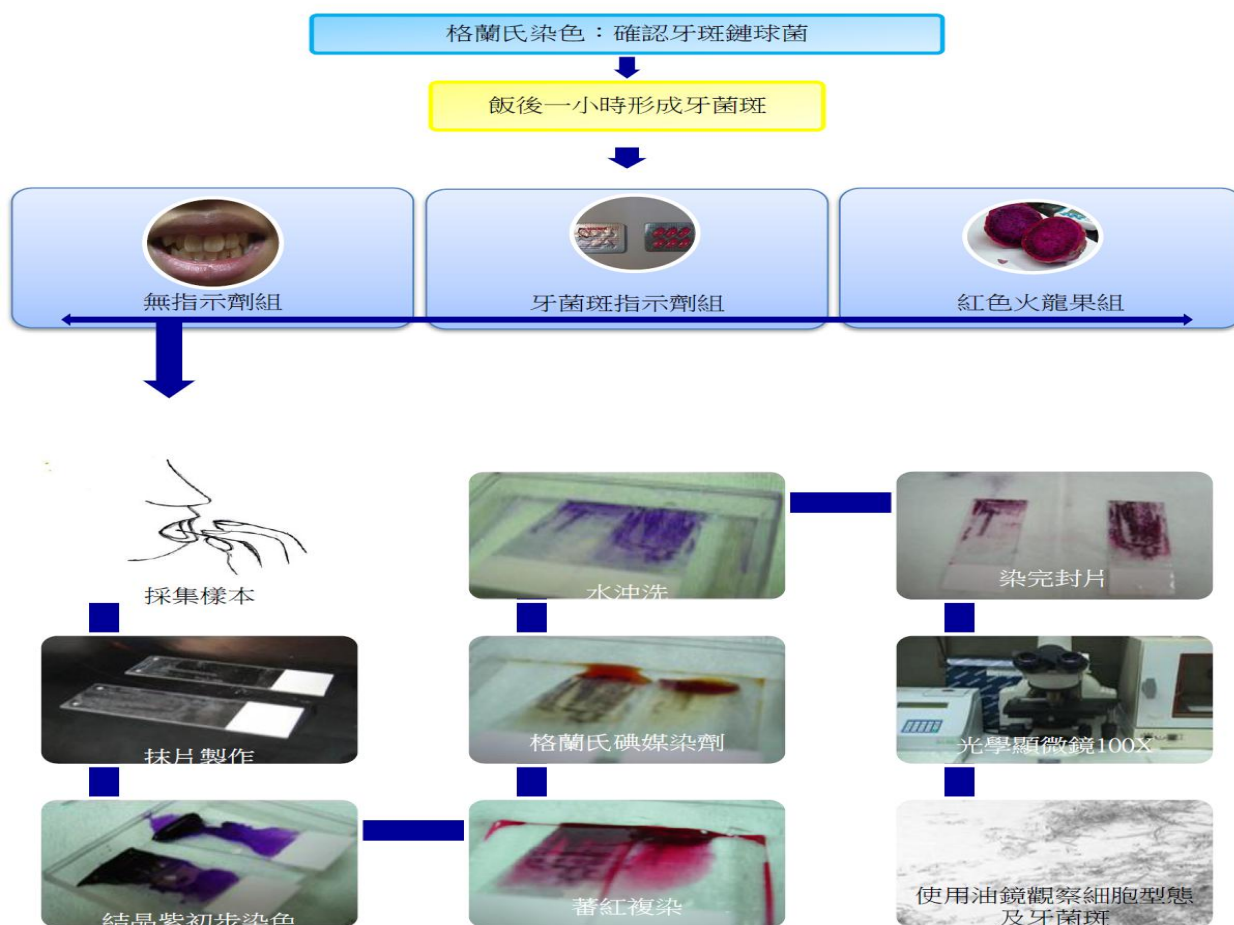 格蘭氏染色：確認牙斑鏈球菌
飯後一小時形成牙菌斑
無指示劑組
牙菌斑指示劑組
紅色火龍果組
採集樣本
抹片製作
結晶紫初步染色
水沖洗
格蘭氏碘媒染劑
蕃紅複染
染完封片
光學顯微鏡100X
使用油鏡觀察細胞型態
及牙菌斑